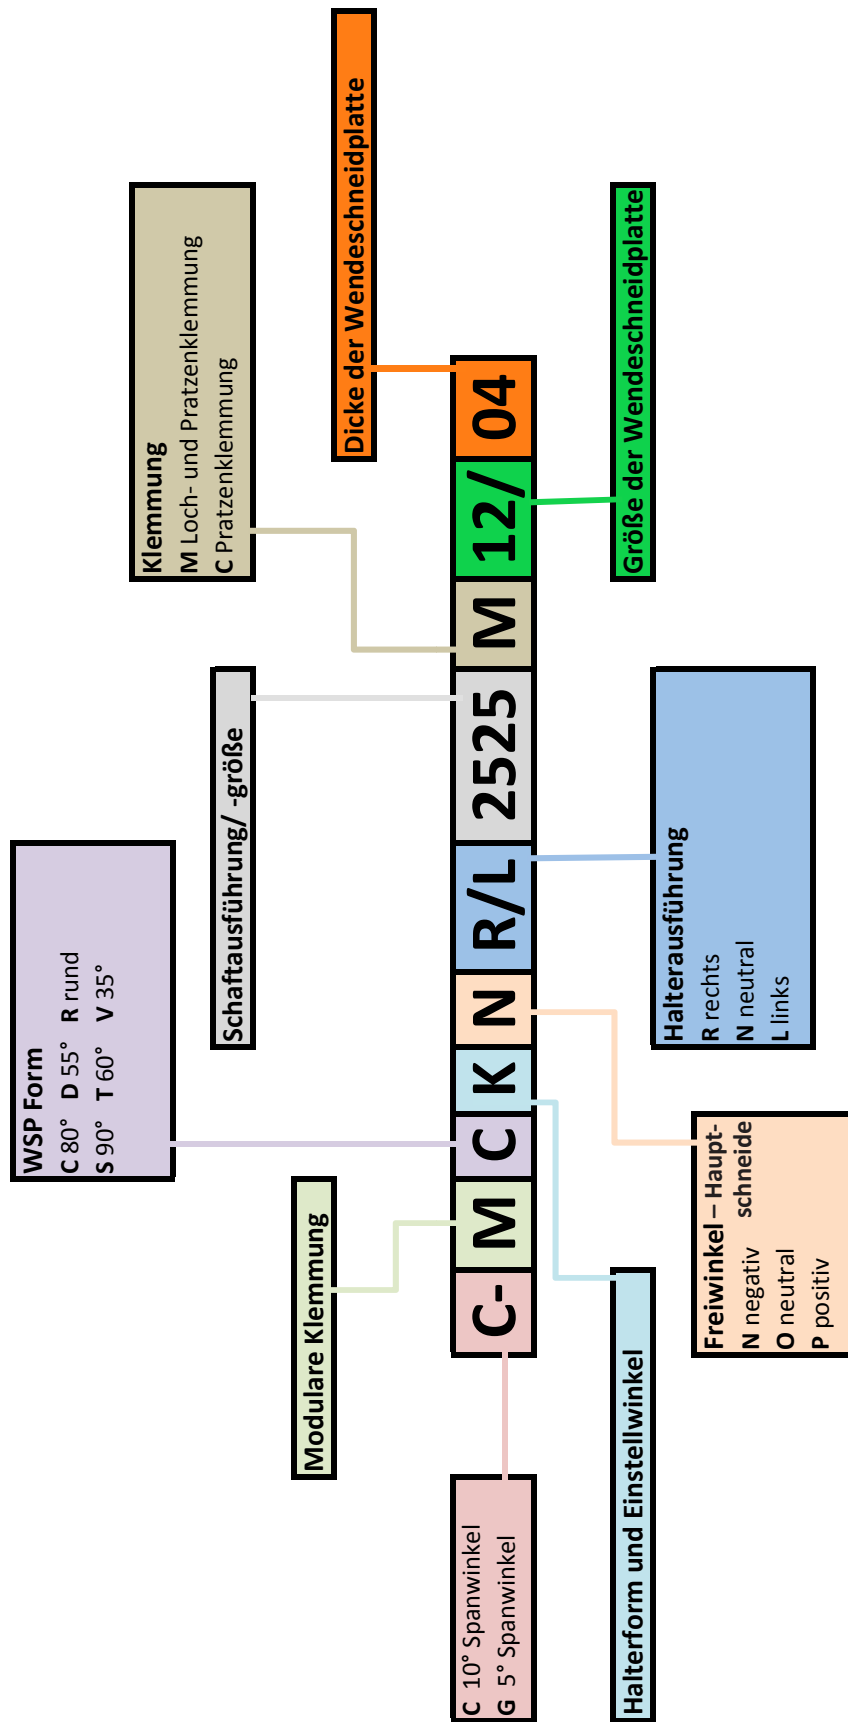 WSP Form
C 80° D 55° R rund
S 90° T 60° V 35°
Klemmung
M Loch- und Pratzenklemmung
C Pratzenklemmung
Schaftausführung/ -größe
Modulare Klemmung
Dicke der Wendeschneidplatte
C 10° Spanwinkel
G 5° Spanwinkel
C- M C K N R/L 2525 M 12/ 04
Halterform und Einstellwinkel
Größe der Wendeschneidplatte
Halterausführung
R rechts
N neutral
L links
Freiwinkel – Haupt-
N negativ schneide
O neutral
P positiv